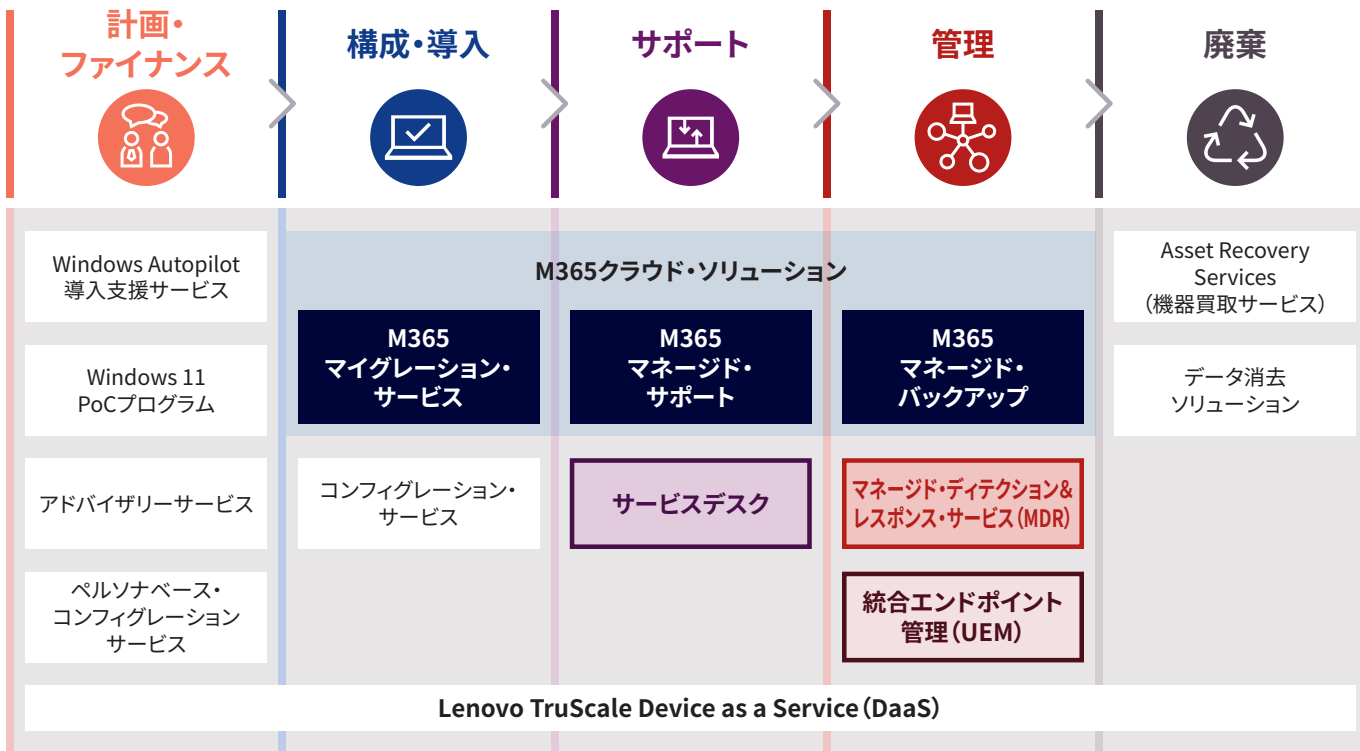 計画・
ファイナンス
構成・導入
サポート
管理
廃棄
Windows Autopilot
導入支援サービス
Windows 11
PoCプログラム
アドバイザリーサービス
ペルソナベース・
コンフィグレーション
サービス
M365クラウド・ソリューション
M365
マイグレーション・
サービス
M365
マネージド・
サポート
M365
マネージド・
バックアップ
コンフィグレーション・
サービス
サービスデスク
マネージド・ディテクション&
レスポンス・サービス(MDR)
統合エンドポイント
管理(UEM)
Asset Recovery
Services
(機器買取サービス)
データ消去
ソリューション
Lenovo TruScale Device as a Service(DaaS)